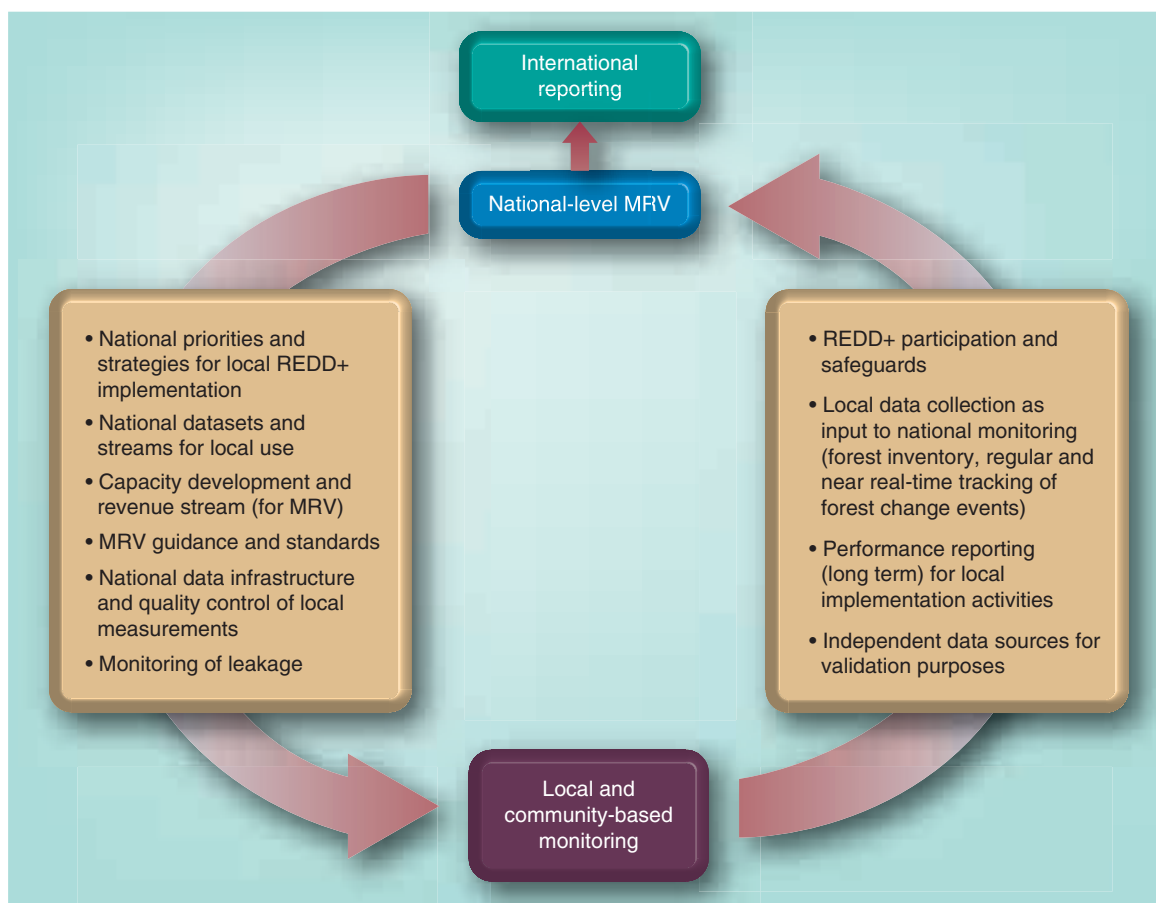 International
reporting
National-level MRV
• National priorities and
strategies for local REDD+
implementation
• National datasets and
streams for local use
• Capacity development and
revenue stream (for MRV)
• MRV guidance and standards
• National data infrastructure
and quality control of local
measurements
• Monitoring of leakage
• REDD+ participation and
safeguards
• Local data collection as
input to national monitoring
(forest inventory, regular and
near real-time tracking of
forest change events)
• Performance reporting
(long term) for local
implementation activities
• Independent data sources for
validation purposes
Local and
community-based
monitoring